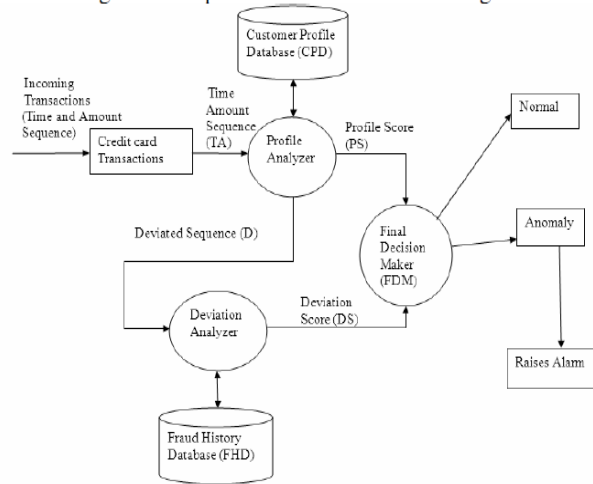 Customer Profile
Database (CPD)
Incoming
Transactions
(Time and Amount
Sequence)
Credit card
Transactions
Time
Amount
Sequence
(TA)
Profile
Analyzer
Profile Score
(PS)
Normal
Deviated Sequence (D)
Final
Decision
Maker
(FDM)
Anomaly
Deviation
Analyzer
Deviation
Score (DS)
Raises Alarm
Fraud History
Database (FHD)